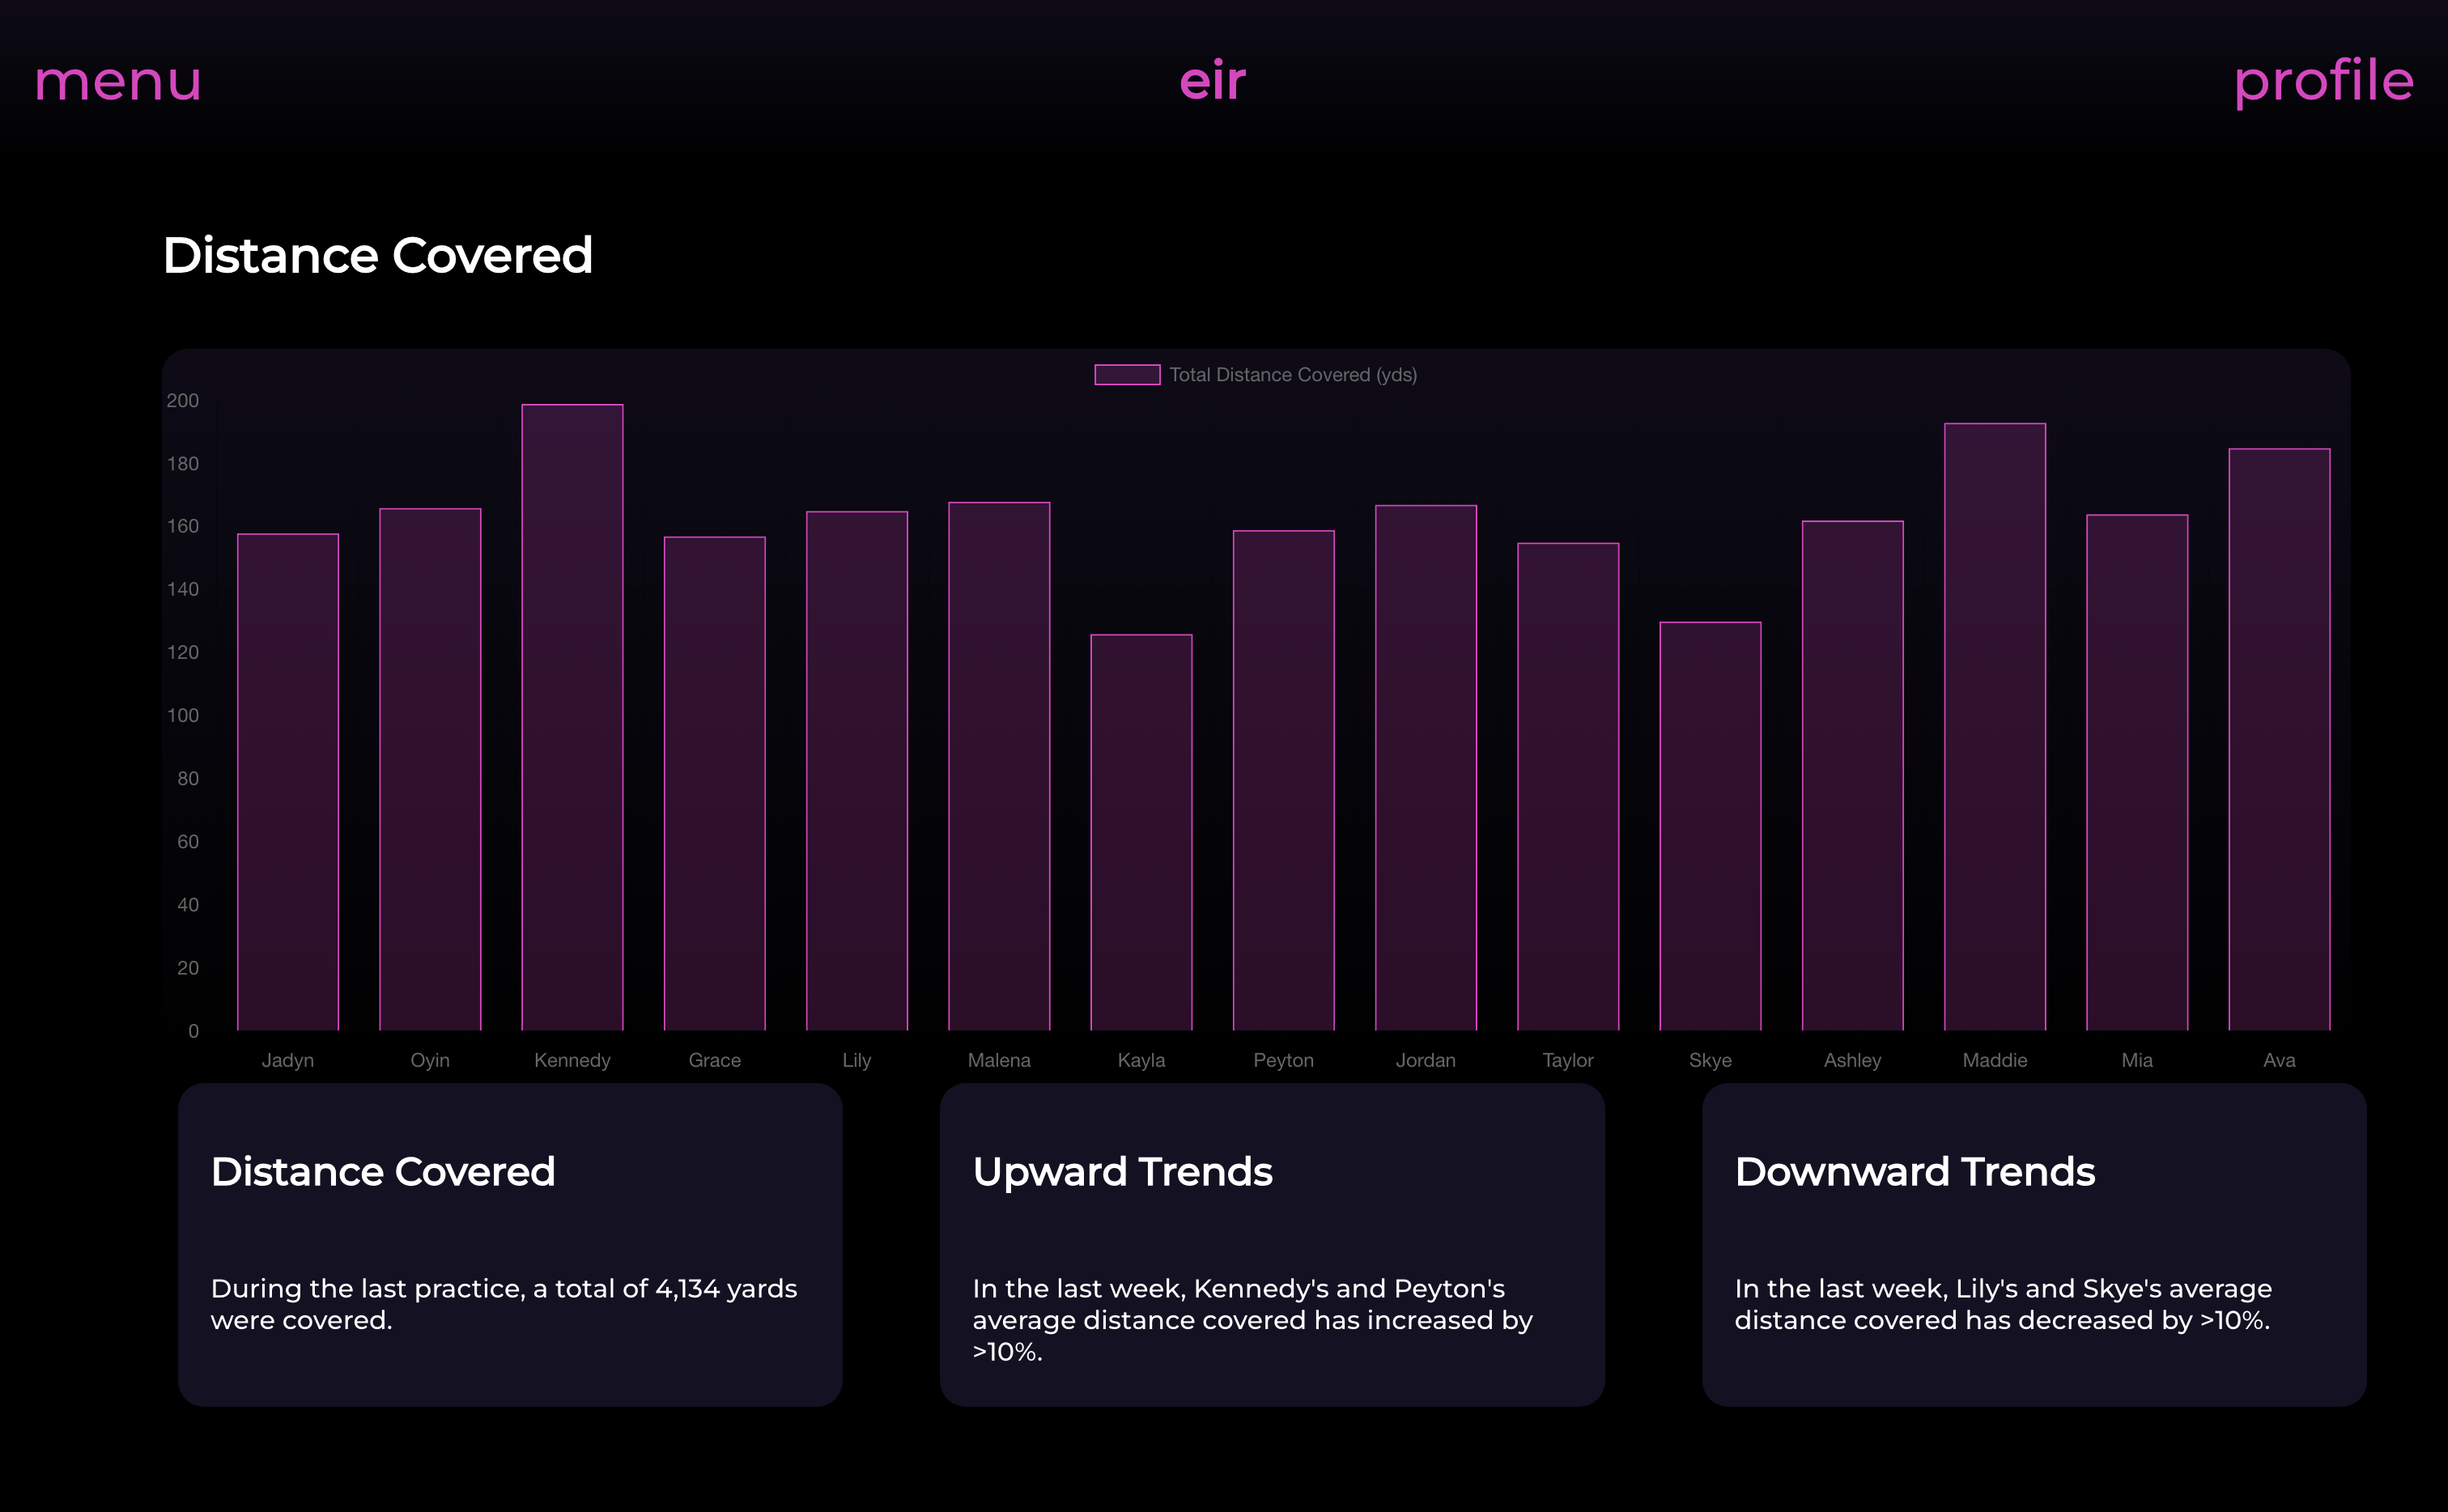 menu
eir
profile
Distance Covered
Total Distance Covered (yds)
200
180
160
140
120
100
80
60
40
20
0
Jadyn Oyin Kennedy Grace Lily Malena Kayla Peyton Jordan Taylor Skye Ashley Maddie Mia Ava
Distance Covered
During the last practice, a total of 4,134 yards
were covered.
Upward Trends
In the last week, Kennedy's and Peyton's
average distance covered has increased by
>10%.
Downward Trends
In the last week, Lily's and Skye's average
distance covered has decreased by >10%.